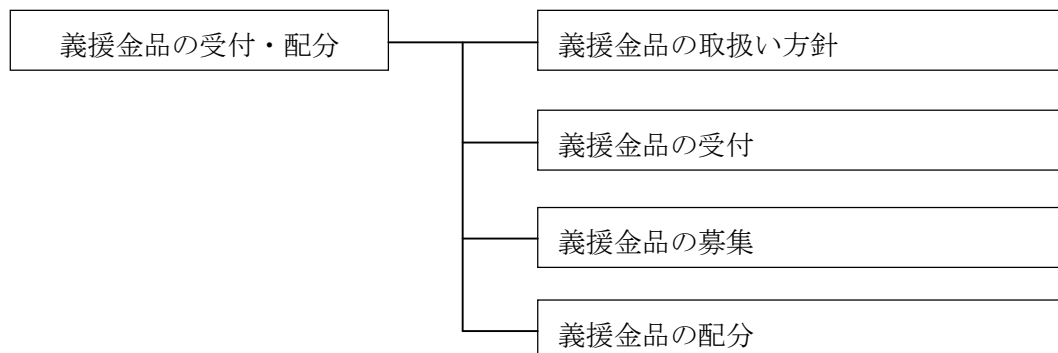 義援金品の受付・配分
義援金品の取扱い方針
義援金品の受付
義援金品の募集
義援金品の配分